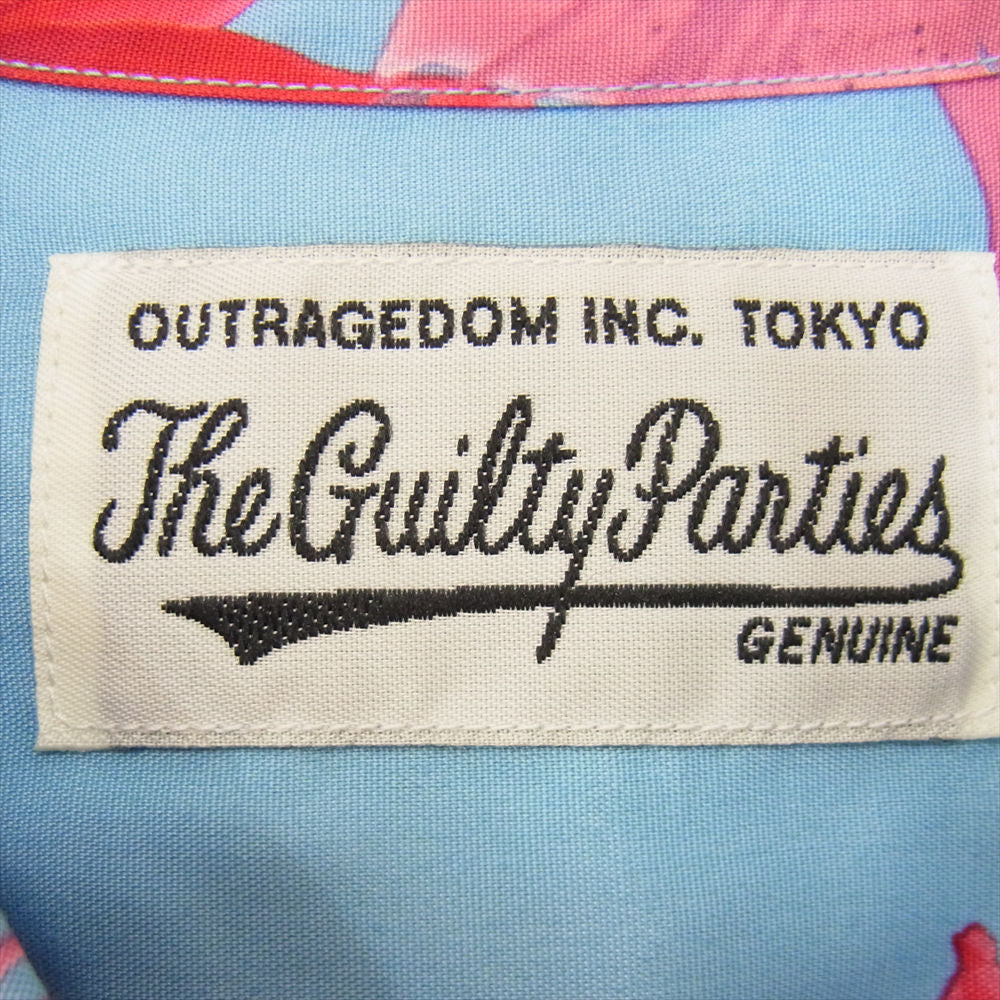 OUTRAGEDOM INC. TOKYO
The Guilty Parties
GENUINE